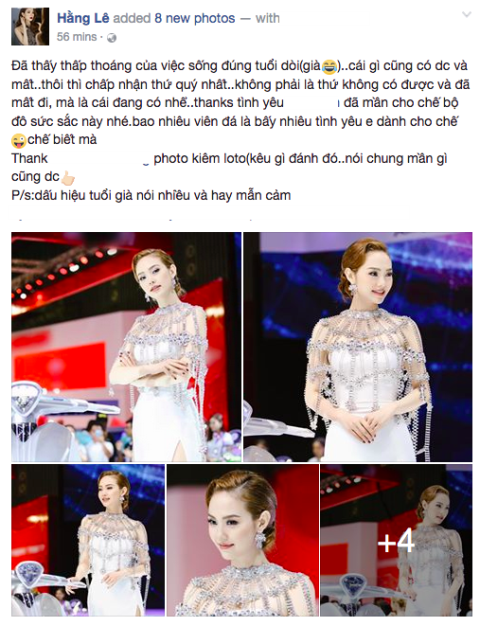 Hằng Lê added 8 new photos — with
56 mins ·
Đã thấy thấp thoáng của việc sống đúng tuổi dòi(già😂)..cái gì cũng có dc và
mất..thôi thì chấp nhận thứ quý nhất..không phải là thứ không có được và đã
mất đi, mà là cái đang có nhể..thanks tình yêu đã mần cho chế bộ
đồ sức sắc này nhé.bao nhiêu viên đá là bấy nhiêu tình yêu e dành cho chế
😜chế biết mà
Thank photo kiêm loto(kêu gì đánh đó..nói chung mần gì
cũng dc👆🏻
P/s:dấu hiệu tuổi già nói nhiều và hay mẫn cảm
+4